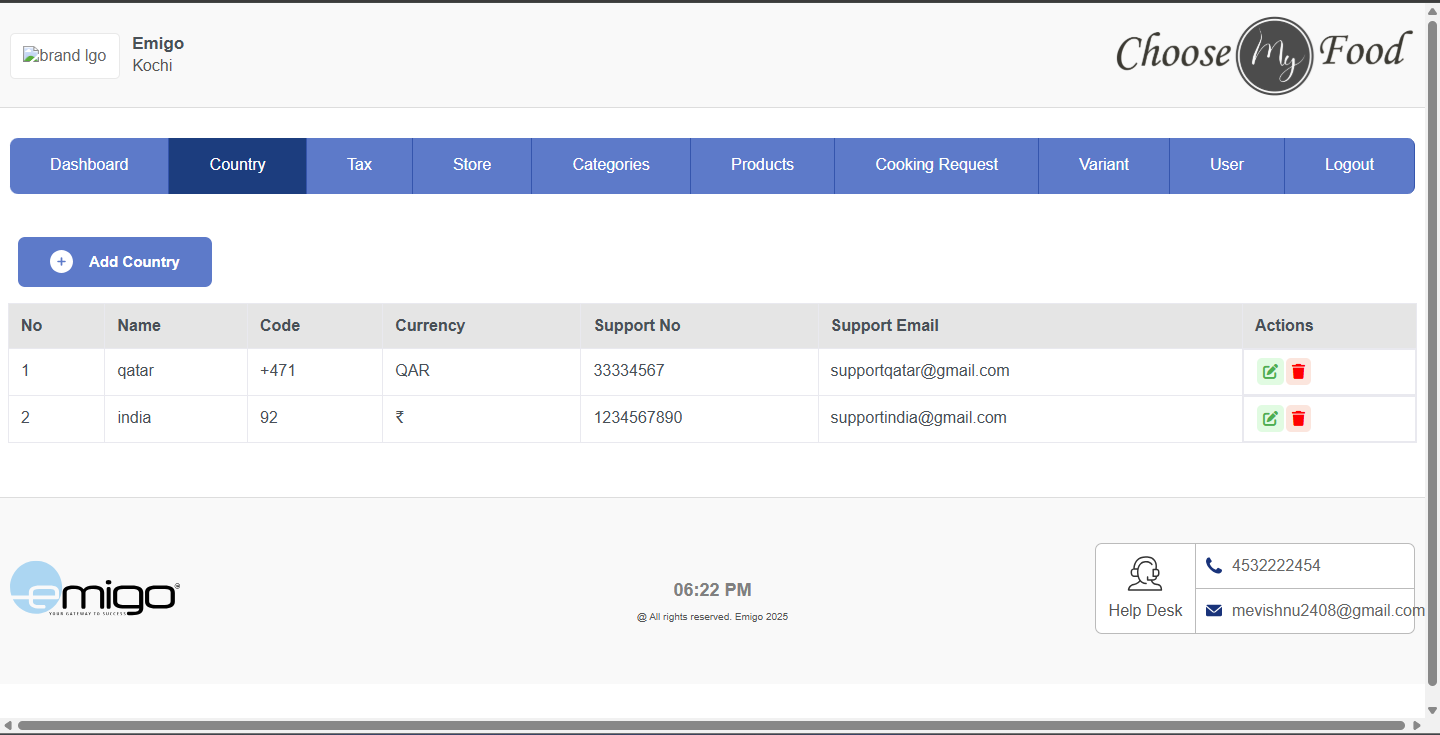 brand lgo
Emigo
Kochi
Choose My Food
Dashboard Country Tax Store Categories Products Cooking Request Variant User Logout
+ Add Country
No Name Code Currency Support No Support Email Actions
1 qatar +471 QAR 33334567 supportqatar@gmail.com
2 india 92 ₹ 1234567890 supportindia@gmail.com
emigo
YOUR GATEWAY TO SUCCESS
06:22 PM
@ All rights reserved. Emigo 2025
Help Desk
4532222454
mevishnu2408@gmail.com